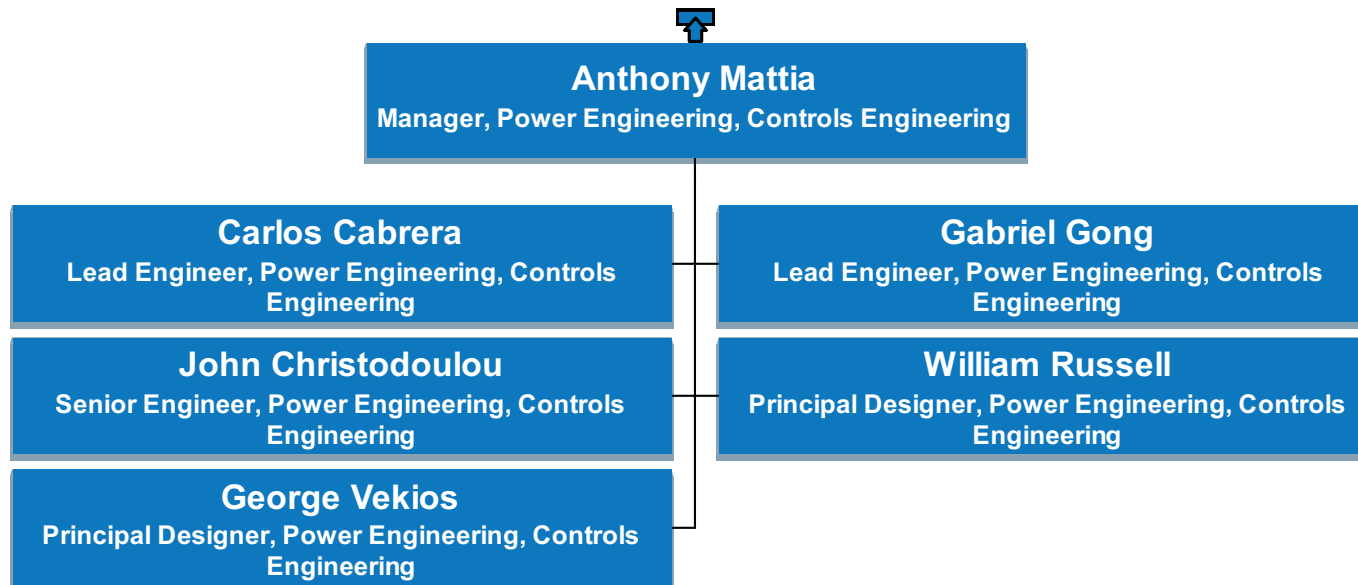 Anthony Mattia
Manager, Power Engineering, Controls Engineering
Carlos Cabrera
Lead Engineer, Power Engineering, Controls
Engineering
Gabriel Gong
Lead Engineer, Power Engineering, Controls
Engineering
John Christodoulou
Senior Engineer, Power Engineering, Controls
Engineering
William Russell
Principal Designer, Power Engineering, Controls
Engineering
George Vekios
Principal Designer, Power Engineering, Controls
Engineering